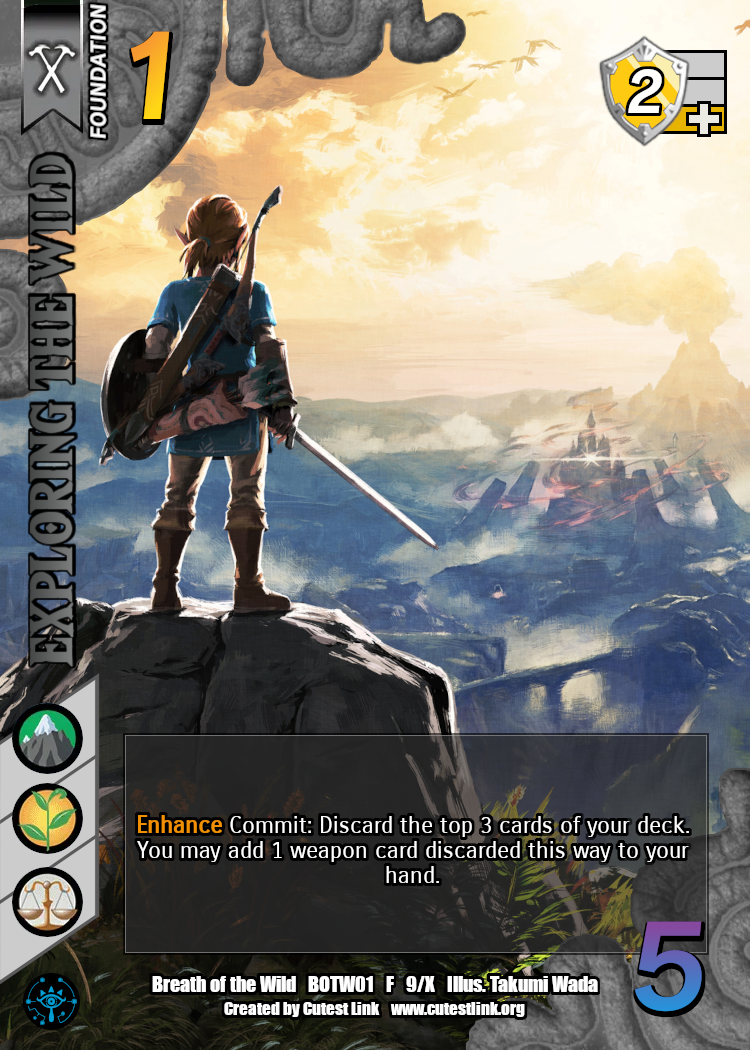 FOUNDATION
1
2
EXPLORING THE WILD
Enhance Commit: Discard the top 3 cards of your deck.
You may add 1 weapon card discarded this way to your
hand.
5
Breath of the Wild BOTW01 F 9/X Illus. Takumi Wada
Created by Cutest Link www.cutestlink.org